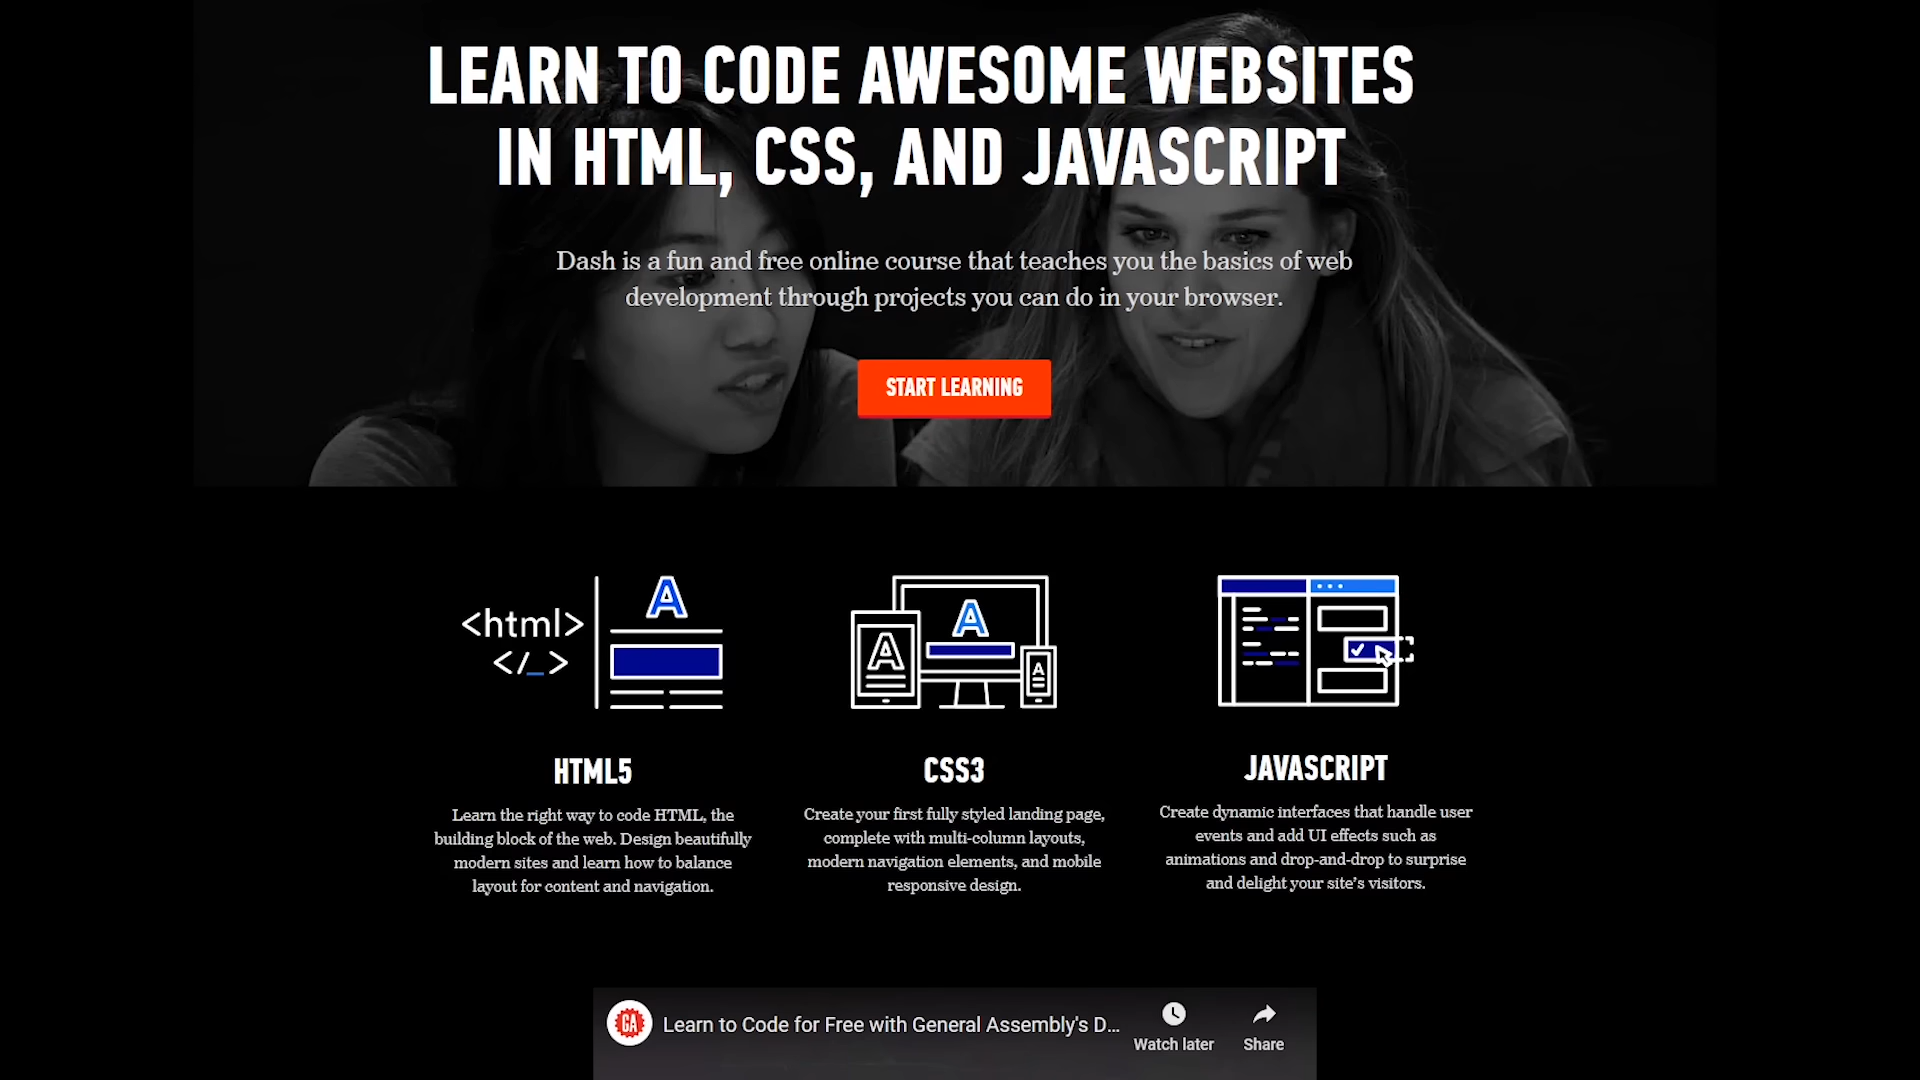 LEARN TO CODE AWESOME WEBSITES
IN HTML, CSS, AND JAVASCRIPT
Dash is a fun and free online course that teaches you the basics of web
development through projects you can do in your browser.
START LEARNING
<html>
</_>
A
A
A
A
HTML5
Learn the right way to code HTML, the
building block of the web. Design beautifully
modern sites and learn how to balance
layout for content and navigation.
CSS3
Create your first fully styled landing page,
complete with multi-column layouts,
modern navigation elements, and mobile
responsive design.
JAVASCRIPT
Create dynamic interfaces that handle user
events and add UI effects such as
animations and drop-and-drop to surprise
and delight your site's visitors.
GA
Learn to Code for Free with General Assembly's D...
Watch later
Share